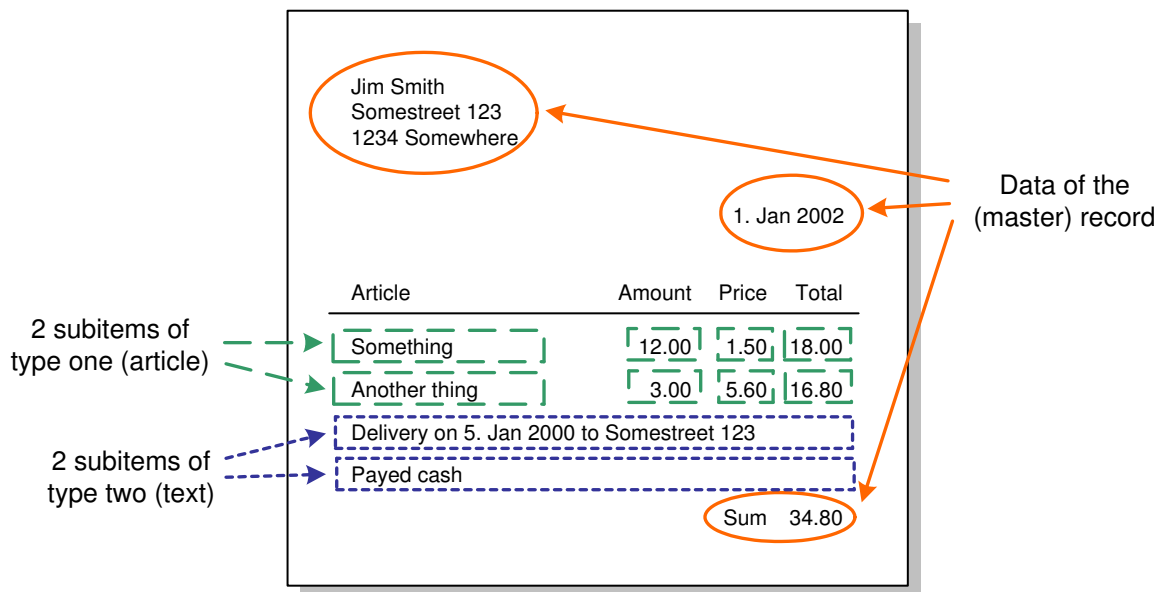 Jim Smith
Somestreet 123
1234 Somewhere
1. Jan 2002
Data of the
(master) record
Article Amount Price Total
2 subitems of
type one (article)
Something 12.00 1.50 18.00
Another thing 3.00 5.60 16.80
2 subitems of
type two (text)
Delivery on 5. Jan 2000 to Somestreet 123
Payed cash
Sum 34.80